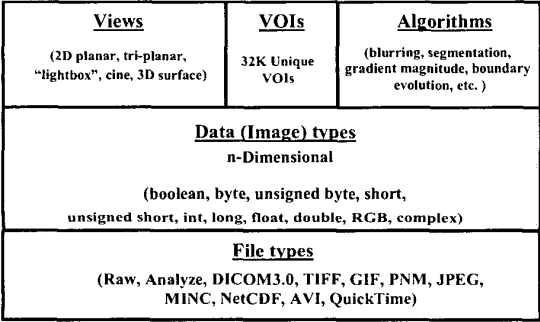 Views
(2D planar, tri-planar,
“lightbox”, cine, 3D surface)
VOIs
32K Unique
VOIs
Algorithms
(blurring, segmentation,
gradient magnitude, boundary
evolution, etc. )
Data (Image) types
n-Dimensional
(boolean, byte, unsigned byte, short,
unsigned short, int, long, float, double, RGB, complex)
File types
(Raw, Analyze, DICOM3.0, TIFF, GIF, PNM, JPEG,
MINC, NetCDF, AVI, QuickTime)